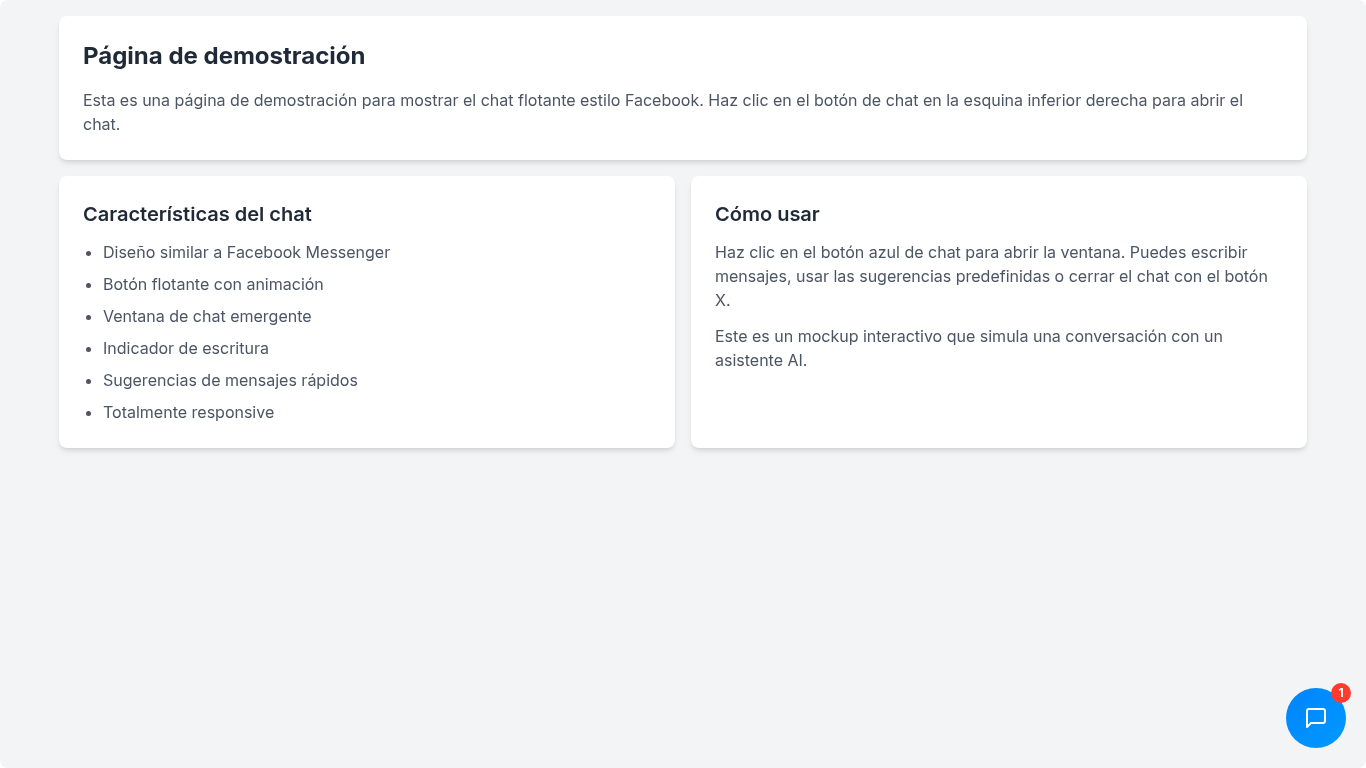 Página de demostración
Esta es una página de demostración para mostrar el chat flotante estilo Facebook. Haz clic en el botón de chat en la esquina inferior derecha para abrir el
chat.
Características del chat
Diseño similar a Facebook Messenger
Botón flotante con animación
Ventana de chat emergente
Indicador de escritura
Sugerencias de mensajes rápidos
Totalmente responsive
Cómo usar
Haz clic en el botón azul de chat para abrir la ventana. Puedes escribir
mensajes, usar las sugerencias predefinidas o cerrar el chat con el botón
X.
Este es un mockup interactivo que simula una conversación con un
asistente AI.
1